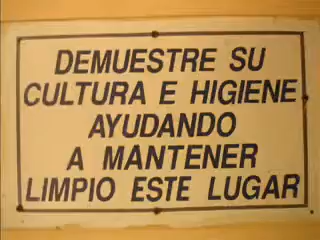 DEMUESTRE SU
CULTURA E HIGIENE
AYUDANDO
A MANTENER
LIMPIO ESTE LUGAR